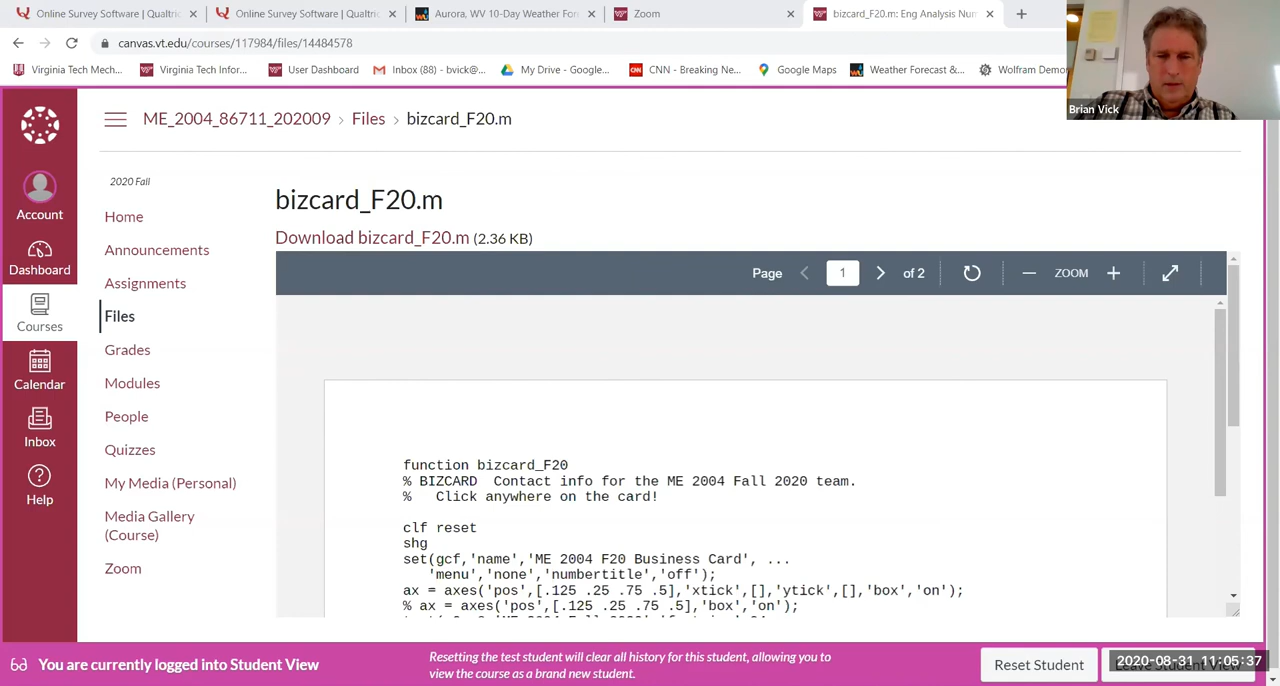 Online Survey Software | Qualtric
Online Survey Software | Qualtric
Aurora, WV 10-Day Weather Fore
Zoom
bizcard_F20.m: Eng Analysis Num
canvas.vt.edu/courses/117984/files/14484578
Virginia Tech Mech...
Virginia Tech Infor...
User Dashboard
Inbox (88) - bvick@...
My Drive - Google...
CNN - Breaking Ne...
Google Maps
Weather Forecast &...
Wolfram Demon
Brian Vick
ME_2004_86711_202009 > Files > bizcard_F20.m
Account
Dashboard
Courses
Calendar
Inbox
Help
2020 Fall
Home
Announcements
Assignments
Files
Grades
Modules
People
Quizzes
My Media (Personal)
Media Gallery
(Course)
Zoom
bizcard_F20.m
Download bizcard_F20.m (2.36 KB)
Page 1 of 2
ZOOM
function bizcard_F20
% BIZCARD  Contact info for the ME 2004 Fall 2020 team.
%   Click anywhere on the card!
clf reset
shg
set(gcf,'name','ME 2004 F20 Business Card', ...
'menu','none','numbertitle','off');
ax = axes('pos',[.125 .25 .75 .5],'xtick',[],'ytick',[],'box','on');
% ax = axes('pos',[.125 .25 .75 .5],'box','on');
You are currently logged into Student View
Resetting the test student will clear all history for this student, allowing you to
view the course as a brand new student.
Reset Student
Leave Student View
2020-08-31 11:05:37